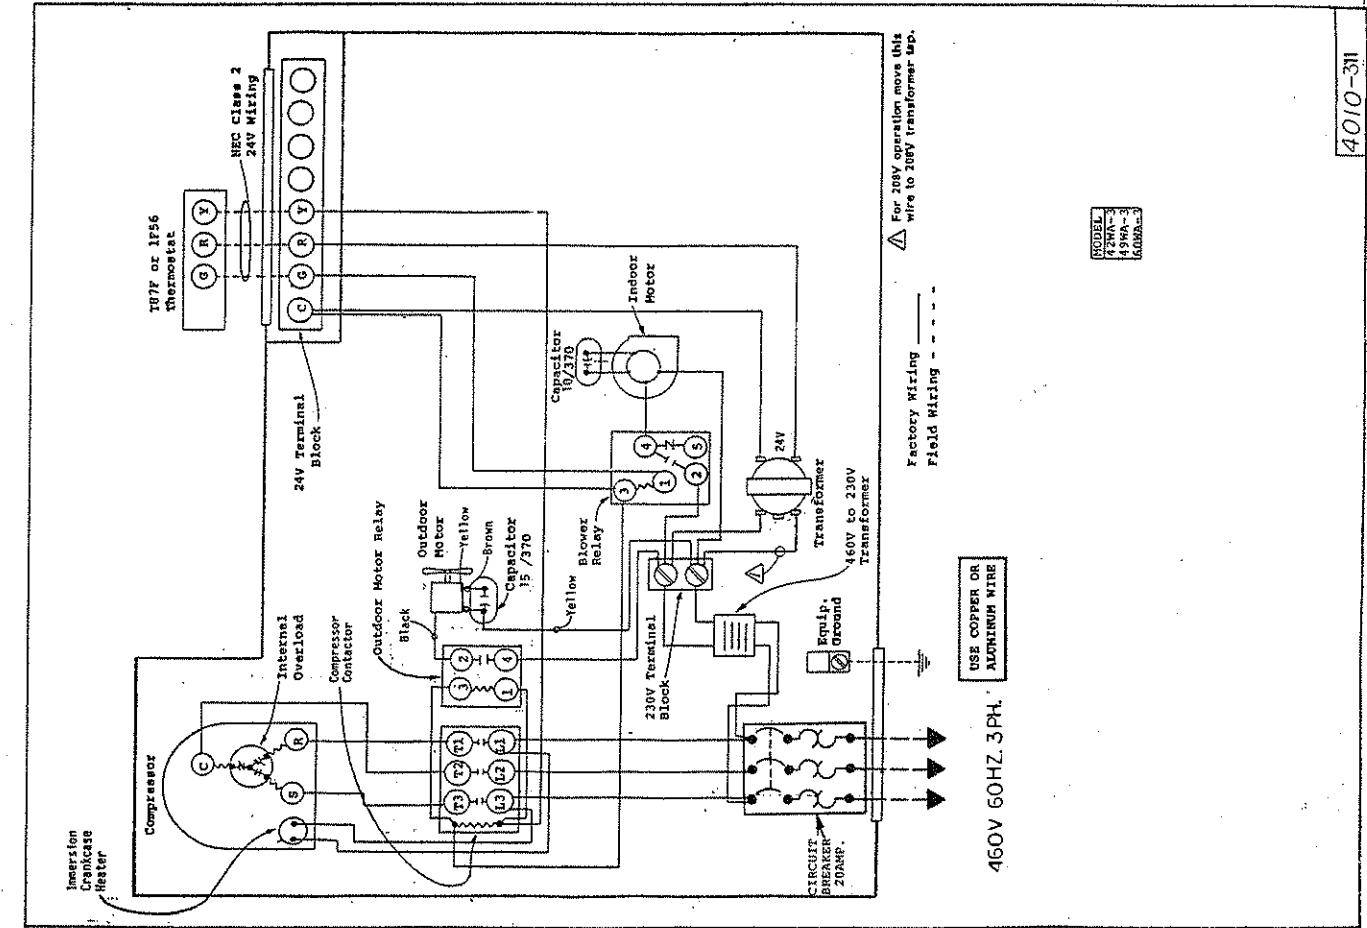 T87F or 1F56
Thermostat
G
R
Y
NEC Class 2
24V Wiring
C
G
R
Y
24V Terminal
Block
Immersion
Crankcase
Heater
Compressor
C
R
S
Internal
Overload
Compressor
Contactor
T1
T2
T3
L1
L2
L3
Outdoor Motor Relay
2
4
3
1
Black
Outdoor
Motor
Yellow
Brown
Capacitor
15 /370
Yellow
Blower
Relay
3
1
4
2
5
Capacitor
10/370
Indoor
Motor
230V Terminal
Block
24V
Transformer
460V to 230V
Transformer
Equip.
Ground
CIRCUIT
BREAKER
20AMP.
⚠ For 208V operation move this
wire to 208V transformer tap.
Factory Wiring
Field Wiring
USE COPPER OR
ALUMINUM WIRE
460V 60HZ. 3PH.
MODEL
42WA-3
49WA-3
60WA-3
4010-311